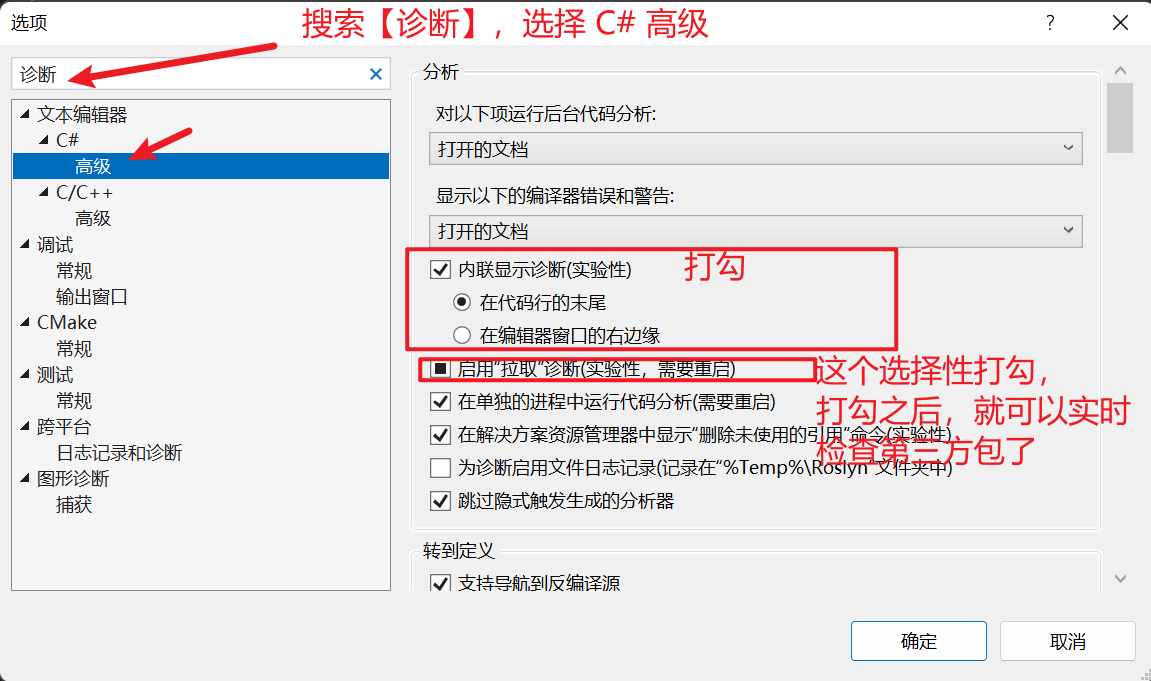 选项
搜索【诊断】，选择 C# 高级
?
诊断
文本编辑器
C#
高级
C/C++
高级
调试
常规
输出窗口
CMake
常规
测试
常规
跨平台
日志记录和诊断
图形诊断
捕获
分析
对以下项运行后台代码分析:
打开的文档
显示以下的编译器错误和警告:
打开的文档
内联显示诊断(实验性)
打勾
在代码行的末尾
在编辑器窗口的右边缘
启用“拉取”诊断(实验性，需要重启)
在单独的进程中运行代码分析(需要重启)
在解决方案资源管理器中显示“删除未使用的引用”命令(实验性)
为诊断启用文件日志记录(记录在“%Temp%\Roslyn”文件夹中)
跳过隐式触发生成的分析器
这个选择性打勾，
打勾之后，就可以实时
检查第三方包了
转到定义
支持导航到反编译源
确定
取消